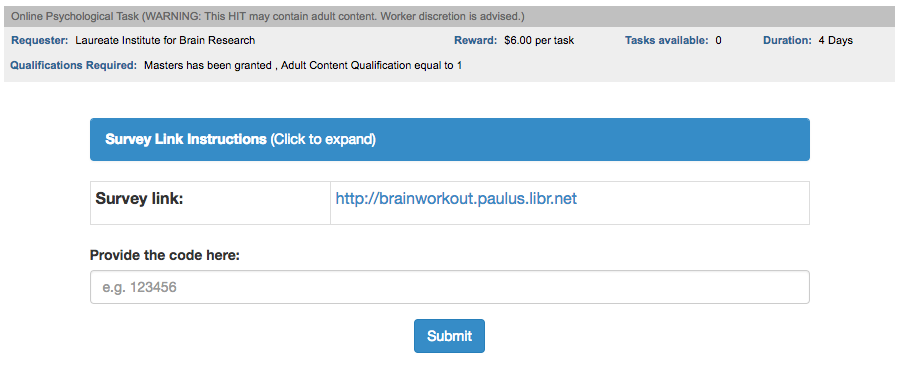 Online Psychological Task (WARNING: This HIT may contain adult content. Worker discretion is advised.)
Requester: Laureate Institute for Brain Research Reward: $6.00 per task Tasks available: 0 Duration: 4 Days
Qualifications Required: Masters has been granted , Adult Content Qualification equal to 1
Survey Link Instructions (Click to expand)
Survey link: http://brainworkout.paulus.libr.net
Provide the code here:
e.g. 123456
Submit